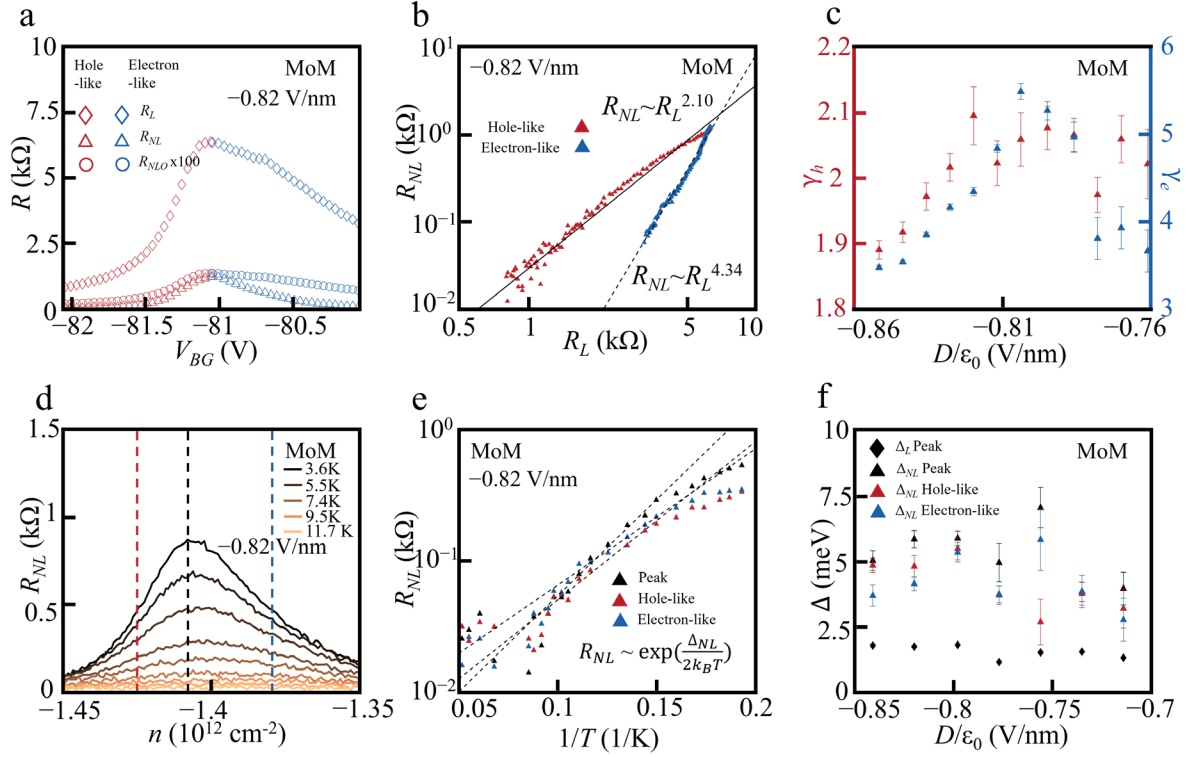 a
R (kΩ)
10
7.5
5
2.5
0
Hole -like
Electron -like
MoM
−0.82 V/nm
R_L
R_NL
R_NLO x100
−82 −81.5 −81 −80.5
V_BG (V)
b
R_NL (kΩ)
10^1
10^0
10^−1
10^−2
−0.82 V/nm
MoM
R_NL~R_L^2.10
Hole-like
Electron-like
R_NL~R_L^4.34
0.5 1 5 10
R_L (kΩ)
c
γ_h
2.2
2.1
2
1.9
1.8
MoM
6
5
4
3
γ_e
−0.86 −0.81 −0.76
D/ε_0 (V/nm)
d
R_NL (kΩ)
1.5
1
0.5
0
MoM
3.6K
5.5K
7.4K
9.5K
11.7 K
−0.82 V/nm
−1.45 −1.4 −1.35
n (10^12 cm^-2)
e
R_NL (kΩ)
10^0
10^−1
10^−2
MoM
−0.82 V/nm
Peak
Hole-like
Electron-like
R_NL ~ exp(Δ_NL/2k_BT)
0.05 0.1 0.15 0.2
1/T (1/K)
f
Δ (meV)
10
7.5
5
2.5
0
MoM
Δ_L Peak
Δ_NL Peak
Δ_NL Hole-like
Δ_NL Electron-like
−0.85 −0.8 −0.75 −0.7
D/ε_0 (V/nm)